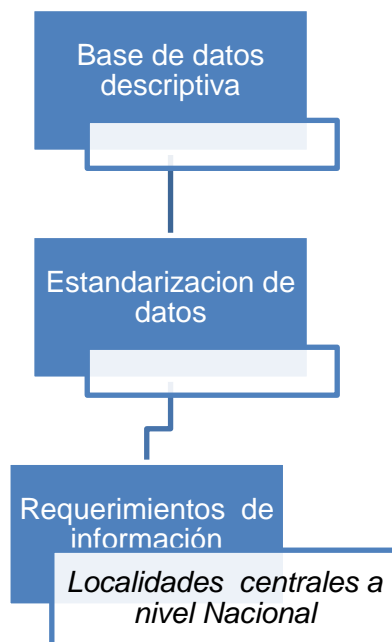 Base de datos
descriptiva
Estandarizacion de
datos
Requerimientos de
información
Localidades centrales a
nivel Nacional